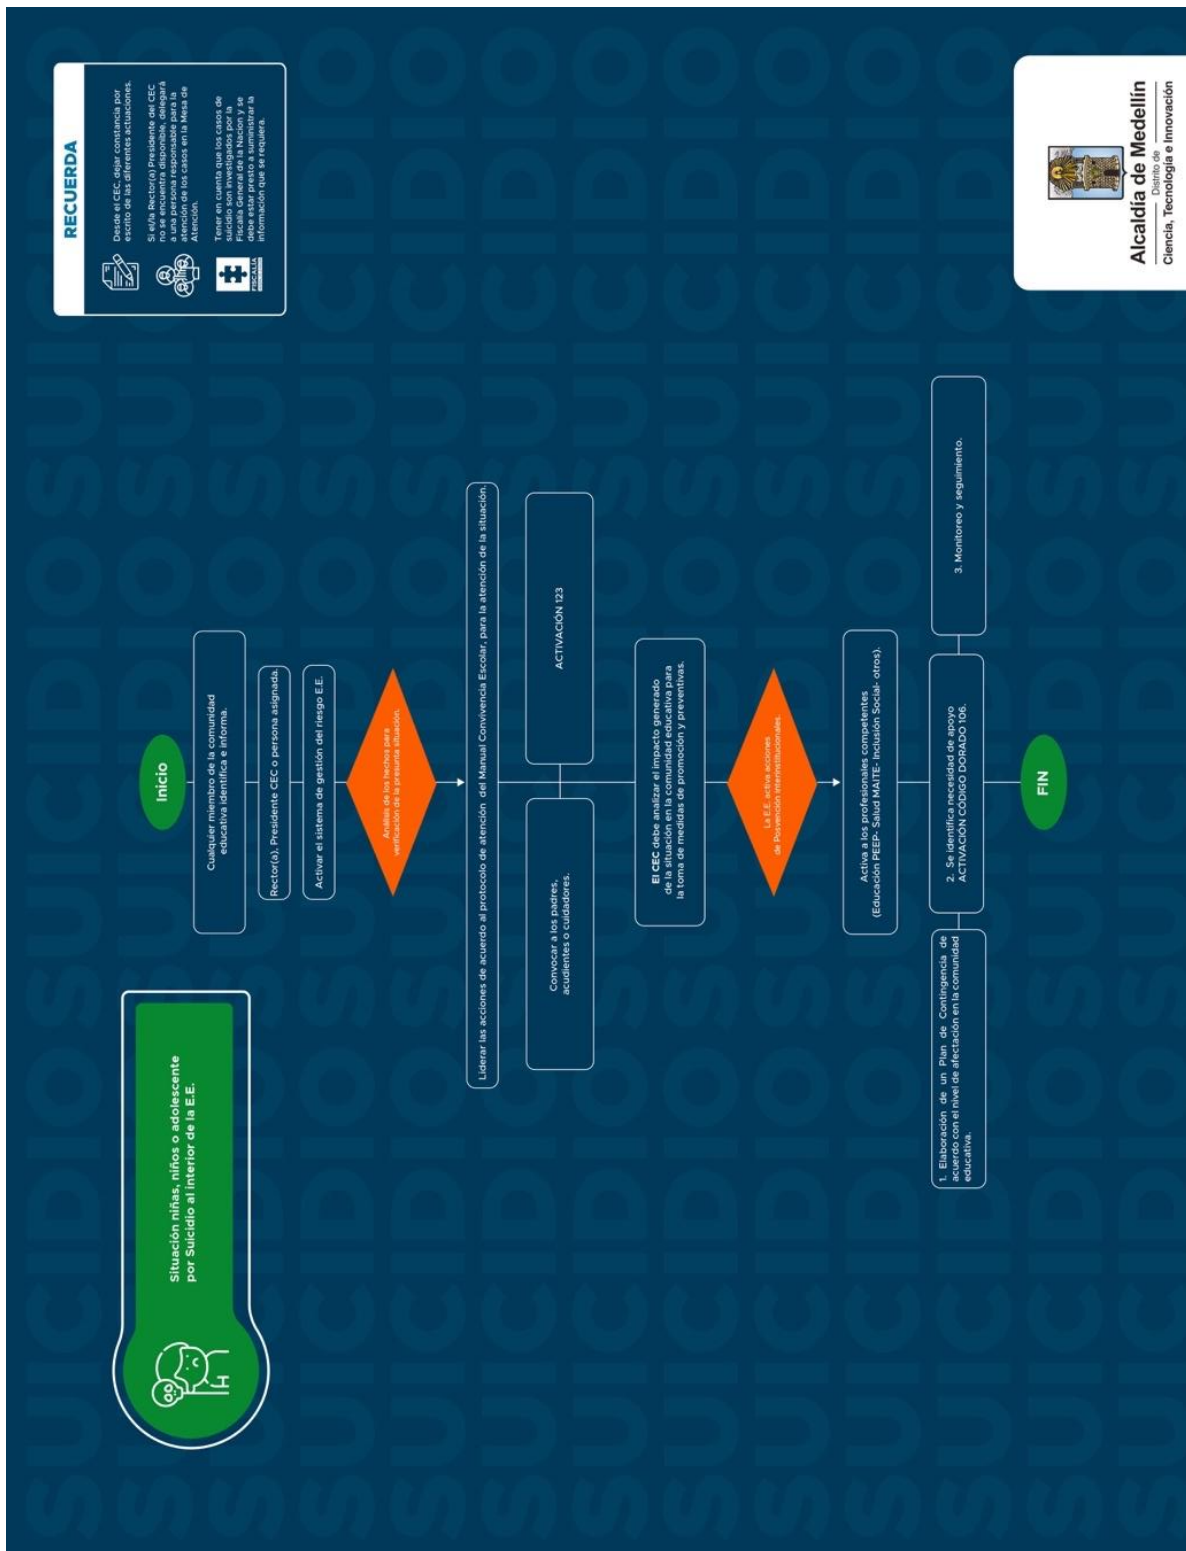 Situación niñas, niños o adolescente
por Suicidio al interior de la E.E.
Inicio
Cualquier miembro de la comunidad
educativa identifica e informa.
Rector(a), Presidente CEC o persona asignada.
Activar el sistema de gestión del riesgo E.E.
Análisis de los hechos para
verificación de la presunta situación.
Liderar las acciones de acuerdo al protocolo de atención del Manual Convivencia Escolar, para la atención de la situación.
Convocar a los padres,
acudientes o cuidadores.
ACTIVACIÓN 123
El CEC debe analizar el impacto generado
de la situación en la comunidad educativa para
la toma de medidas de promoción y preventivas.
La E.E. activa acciones
de Posvención interinstitucionales.
Activa a los profesionales competentes
(Educación PEEP- Salud MAITE- Inclusión Social- otros).
1. Elaboración de un Plan de Contingencia de
acuerdo con el nivel de afectación en la comunidad
educativa.
2. Se identifica necesidad de apoyo
ACTIVACIÓN CÓDIGO DORADO 106.
3. Monitoreo y seguimiento.
FIN
RECUERDA
Desde el CEC, dejar constancia por
escrito de las diferentes actuaciones.
Si el/la Rector(a) Presidente del CEC
no se encuentra disponible, delegará
a una persona responsable para la
atención de los casos en la Mesa de
Atención.
FISCALÍA
Tener en cuenta que los casos de
suicidio son investigados por la
Fiscalía General de la Nacion y se
debe estar presto a suministrar la
información que se requiera.
Alcaldía de Medellín
Distrito de
Ciencia, Tecnología e Innovación
SUICIDIO SUICIDIO SUICIDIO